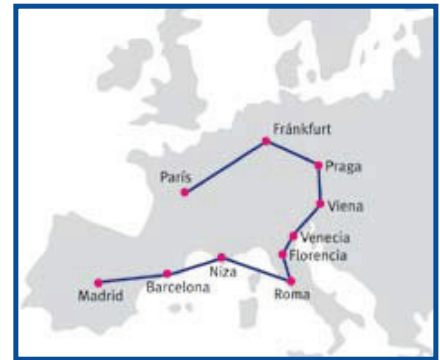 Fránkfurt
Praga
París
Viena
Venecia
Florencia
Niza
Barcelona
Madrid
Roma